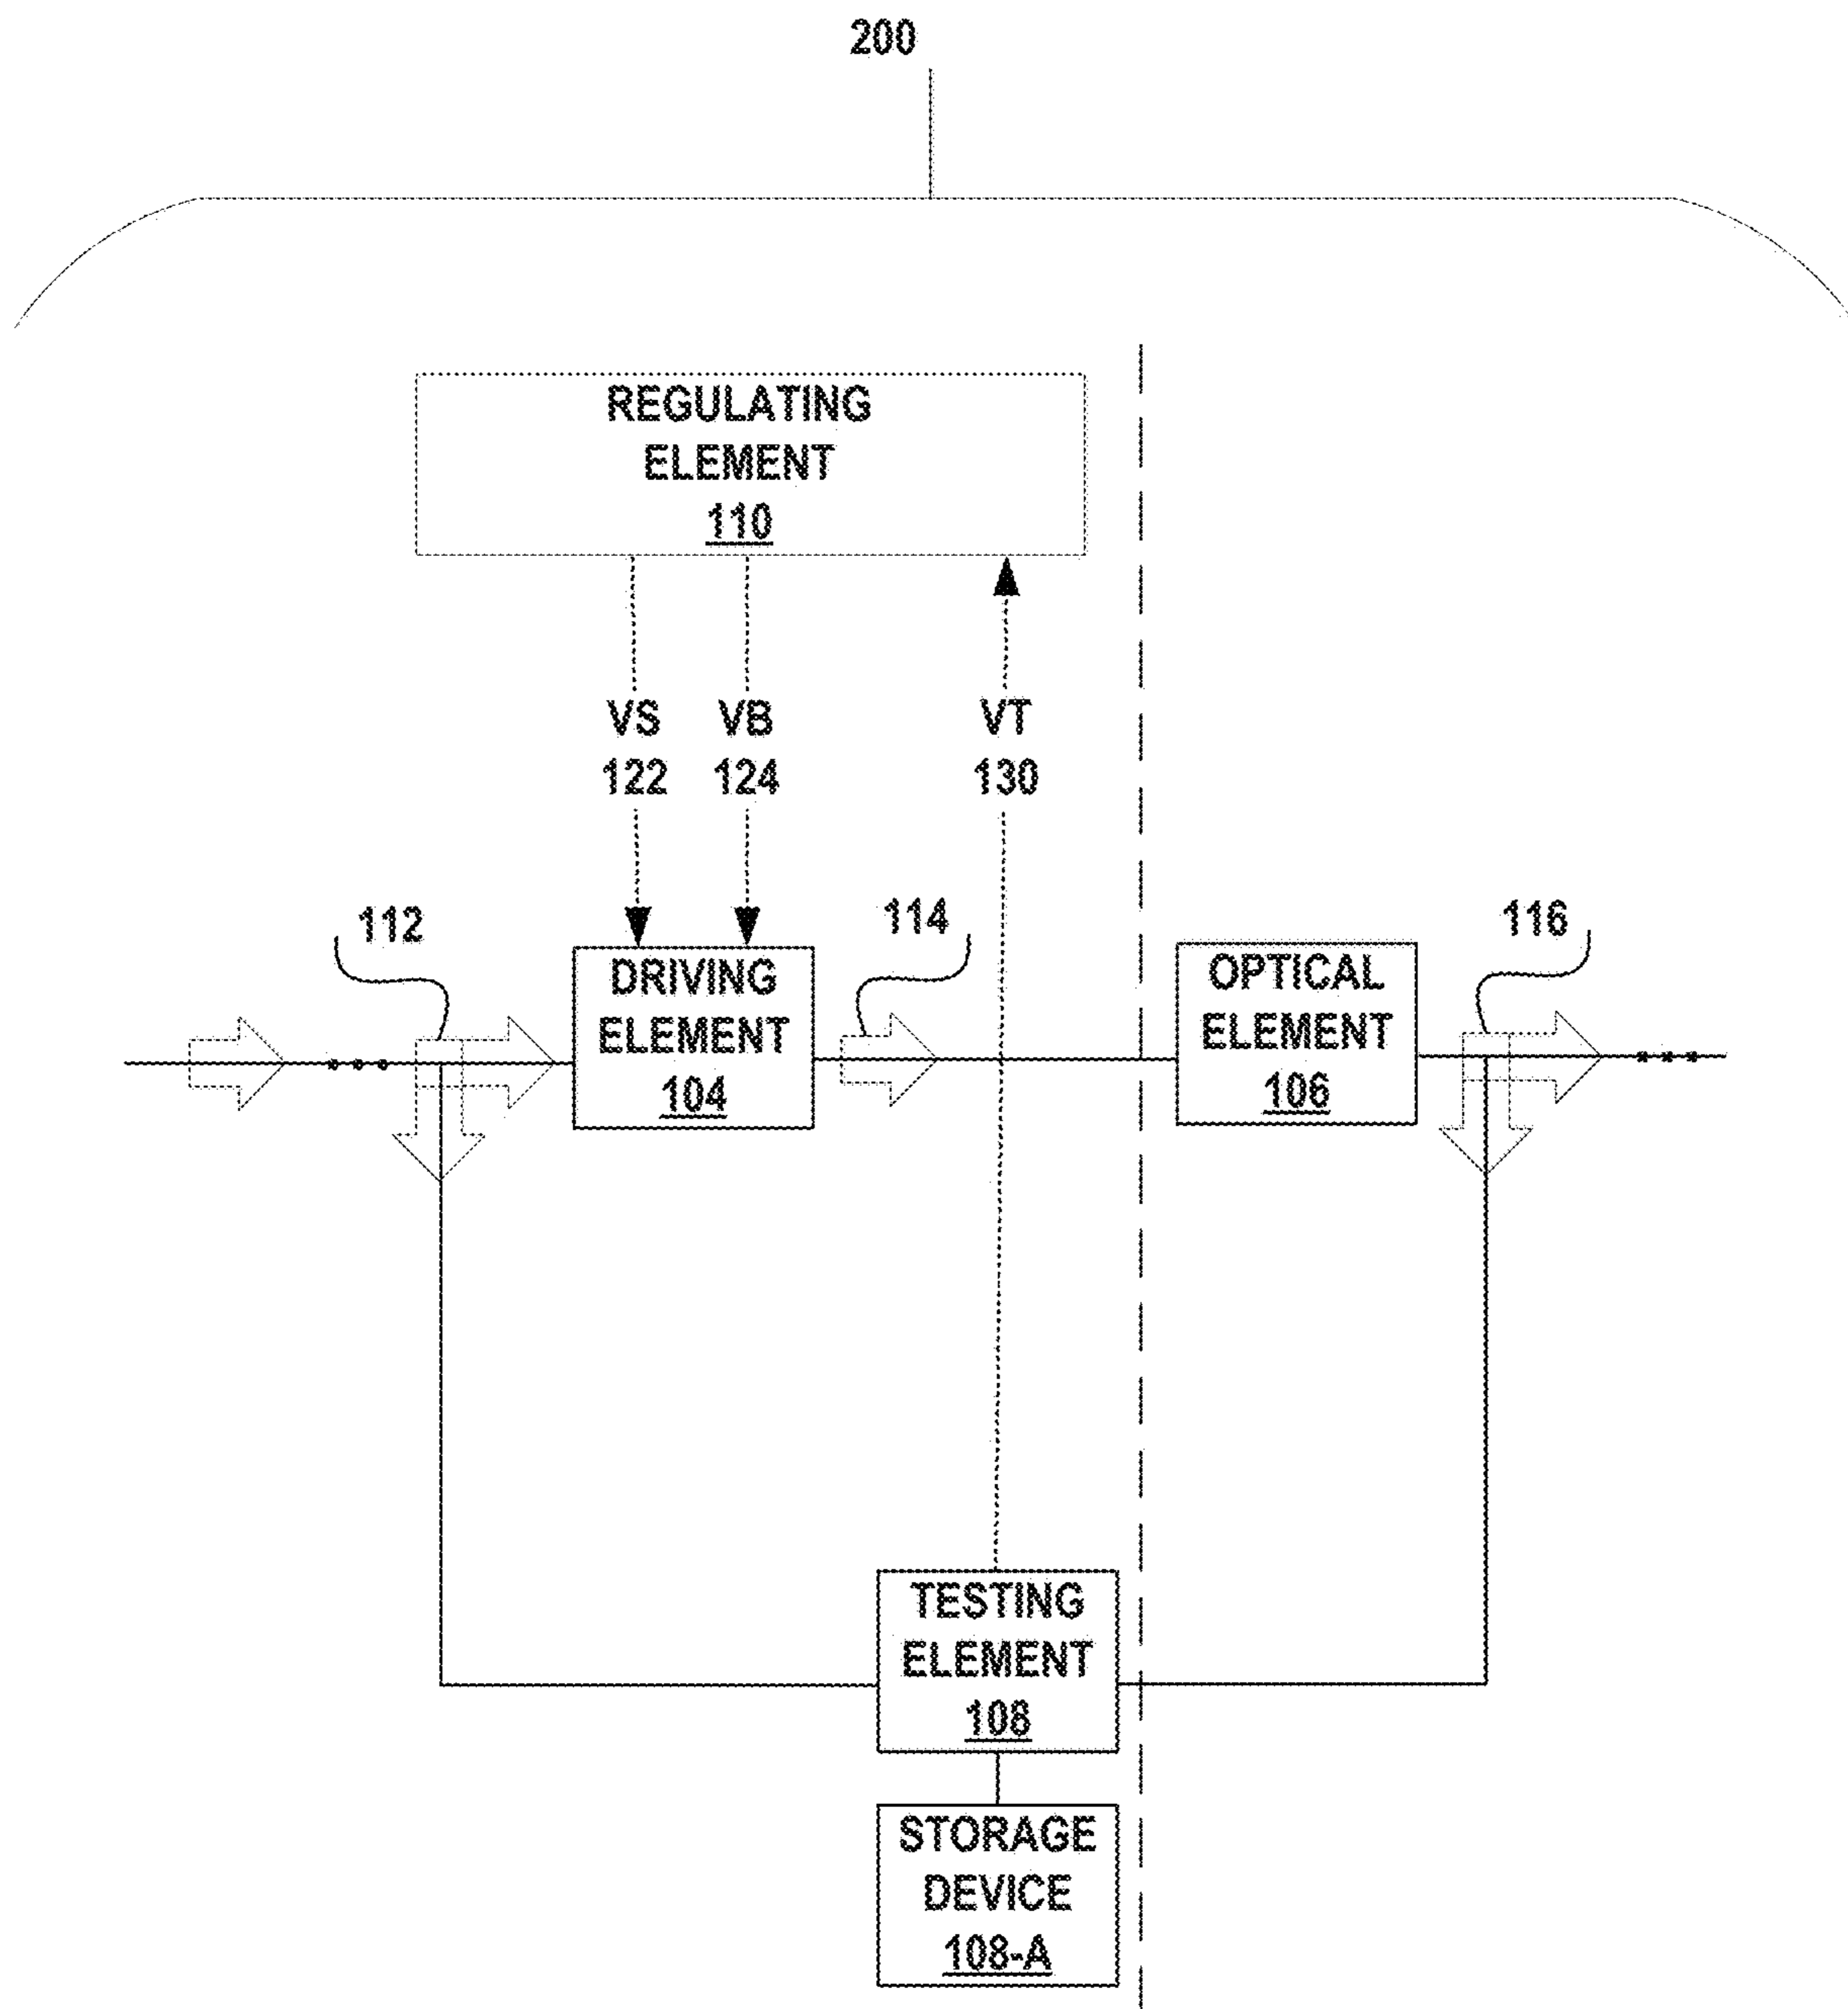 200
REGULATING
ELEMENT
110
VS VB VT
122 124 130
112 114 116
DRIVING
ELEMENT
104
OPTICAL
ELEMENT
106
TESTING
ELEMENT
108
STORAGE
DEVICE
108-A